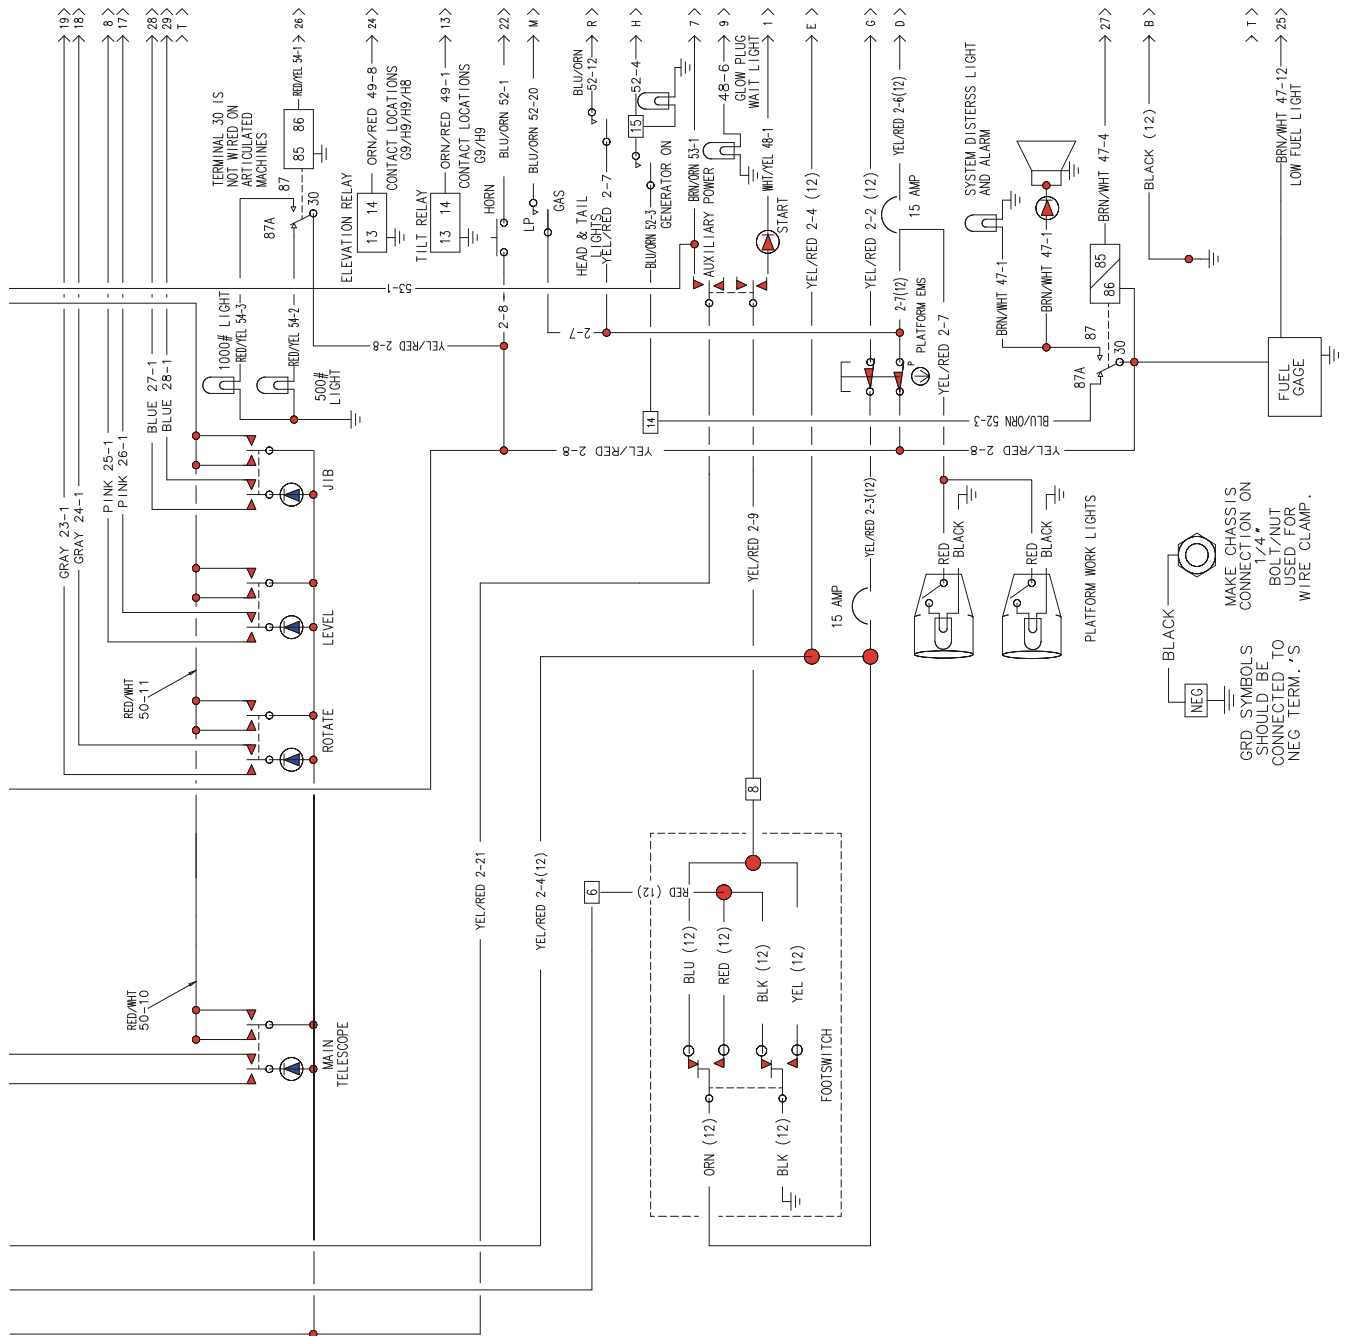 19
18
8
17
28
29
T
26
24
13
22
M
R
H
7
9
1
E
G
D
27
B
T
25
GRAY 23-1
GRAY 24-1
PINK 25-1
PINK 26-1
BLUE 27-1
BLUE 28-1
TERMINAL 30 IS
NOT WIRED ON
ARTICULATED
MACHINES
RED/YEL 54-1
85 86
87
87A
30
1000# LIGHT
RED/YEL 54-3
RED/YEL 54-2
500#
LIGHT
ELEVATION RELAY
13 14
ORN/RED 49-8
CONTACT LOCATIONS
G9/H9/H9/H8
TILT RELAY
13 14
ORN/RED 49-1
CONTACT LOCATIONS
G9/H9
HORN
BLU/ORN 52-1
2-8
LP
BLU/ORN 52-20
GAS
BLU/ORN
52-12
HEAD & TAIL
LIGHTS
YEL/RED 2-7
52-4
15
BLU/ORN 52-3
GENERATOR ON
BRN/ORN 53-1
AUXILIARY POWER
48-6
GLOW PLUG
WAIT LIGHT
WHT/YEL 48-1
START
YEL/RED 2-4 (12)
YEL/RED 2-2 (12)
YEL/RED 2-6(12)
15 AMP
2-7(12)
P
PLATFORM EMS
YEL/RED 2-7
SYSTEM DISTERSS LIGHT
AND ALARM
BRN/WHT 47-1
BRN/WHT 47-1
BRN/WHT 47-4
85
86
87
87A
30
BLACK (12)
BRN/WHT 47-12
LOW FUEL LIGHT
FUEL
GAGE
53-1
YEL/RED 2-8
2-7
14
BLU/ORN 52-3
YEL/RED 2-8
YEL/RED 2-8
JIB
LEVEL
ROTATE
MAIN
TELESCOPE
RED/WHT
50-11
RED/WHT
50-10
YEL/RED 2-9
YEL/RED 2-3(12)
15 AMP
RED
BLACK
RED
BLACK
PLATFORM WORK LIGHTS
BLACK
NEG
MAKE CHASSIS
CONNECTION ON
1/4"
BOLT/NUT
USED FOR
WIRE CLAMP.
GRD SYMBOLS
SHOULD BE
CONNECTED TO
NEG TERM.'S
YEL/RED 2-21
YEL/RED 2-4(12)
8
6
RED (12)
BLU (12)
RED (12)
BLK (12)
YEL (12)
FOOTSWITCH
ORN (12)
BLK (12)